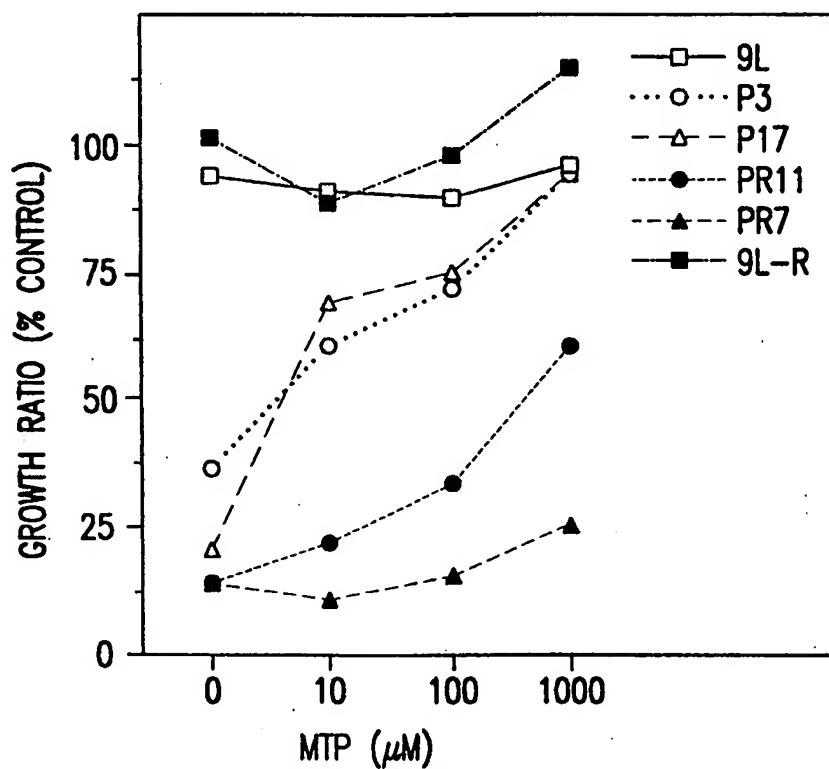 GROWTH RATIO (% CONTROL)
100
75
50
25
0
0 10 100 1000
MTP (μM)
9L
P3
P17
PR11
PR7
9L-R